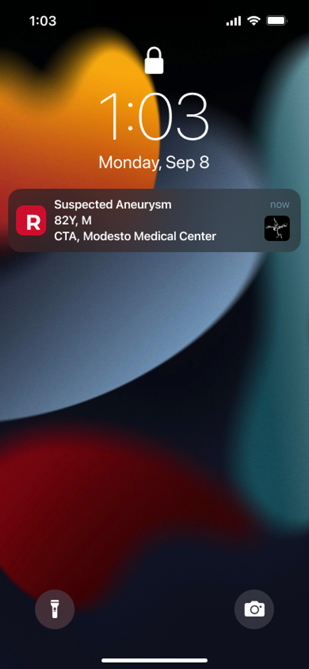 1:03
1:03
Monday, Sep 8
Suspected Aneurysm
now
R
82Y, M
CTA, Modesto Medical Center